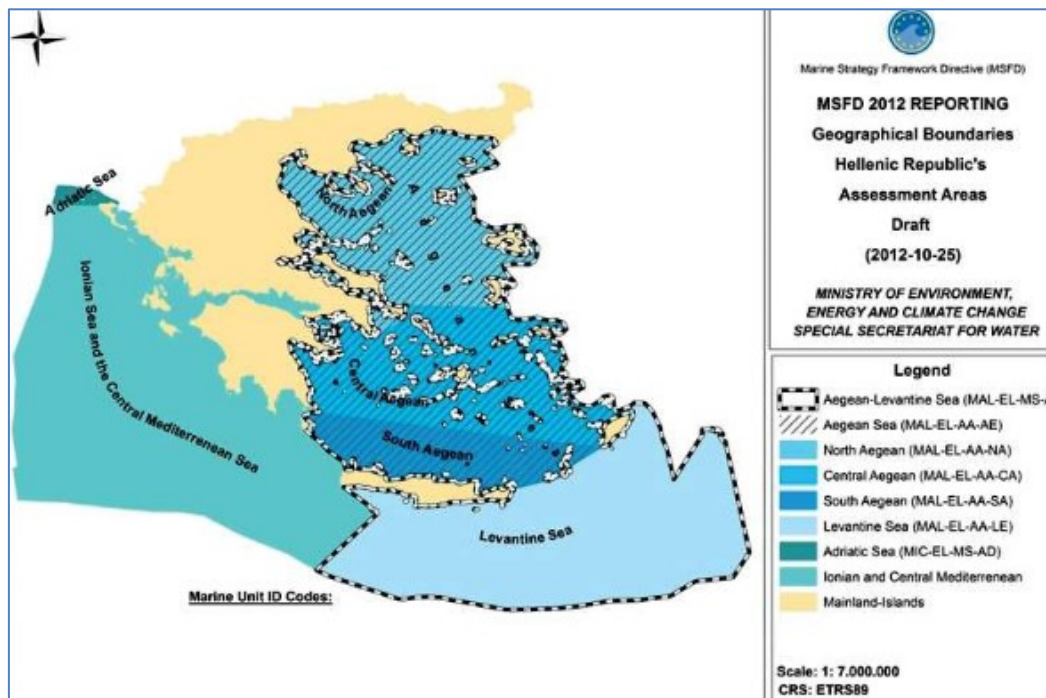 Marine Strategy Framework Directive (MSFD)
MSFD 2012 REPORTING
Geographical Boundaries
Hellenic Republic's
Assessment Areas
Draft
(2012-10-25)
MINISTRY OF ENVIRONMENT,
ENERGY AND CLIMATE CHANGE
SPECIAL SECRETARIAT FOR WATER
Adriatic Sea
North Aegean
Ionian Sea and the Central Mediterranean Sea
Central Aegean
South Aegean
Levantine Sea
Marine Unit ID Codes:
Legend
Aegean-Levantine Sea (MAL-EL-MS-
Aegean Sea (MAL-EL-AA-AE)
North Aegean (MAL-EL-AA-NA)
Central Aegean (MAL-EL-AA-CA)
South Aegean (MAL-EL-AA-SA)
Levantine Sea (MAL-EL-AA-LE)
Adriatic Sea (MIC-EL-MS-AD)
Ionian and Central Mediterranean
Mainland-Islands
Scale: 1: 7.000.000
CRS: ETRS89